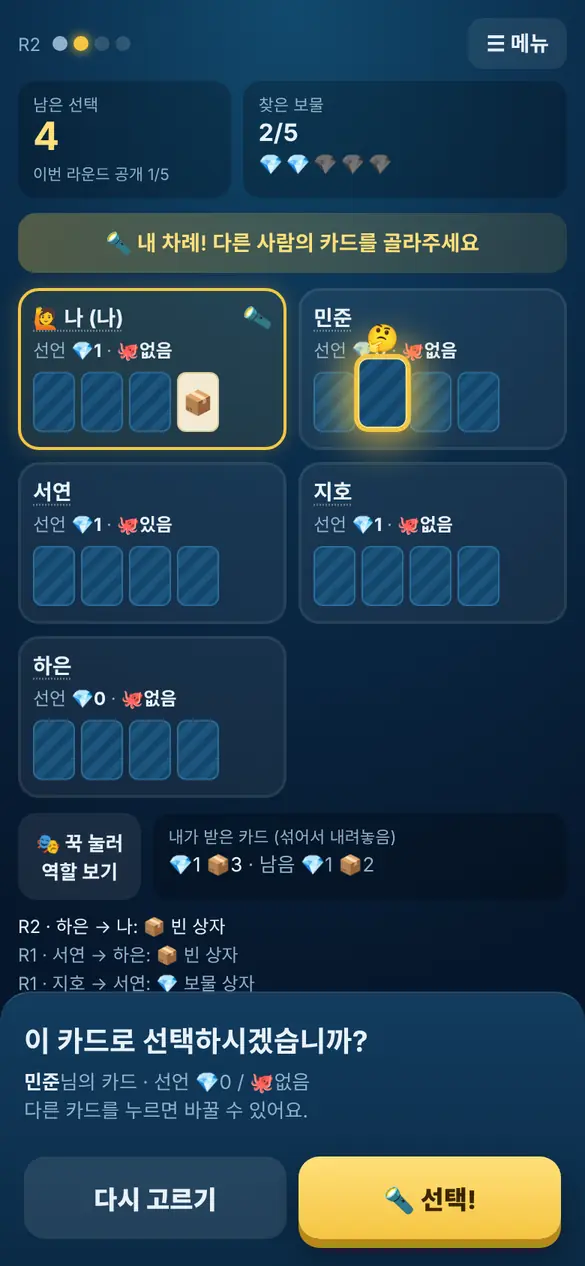 R2
☰ 메뉴
남은 선택
4
이번 라운드 공개 1/5
찾은 보물
2/5
💎💎💎💎💎
🔦 내 차례! 다른 사람의 카드를 골라주세요
🙋 나 (나)
선언 💎1 · 🐙없음
민준
선언 🐙없음
서연
선언 💎1 · 🐙있음
지호
선언 💎1 · 🐙없음
하은
선언 💎0 · 🐙없음
🎭 꾹 눌러
역할 보기
내가 받은 카드 (섞어서 내려놓음)
💎1 📦3 · 남음 💎1 📦2
R2 · 하은 → 나: 📦 빈 상자
R1 · 서연 → 하은: 📦 빈 상자
R1 · 지호 → 서연: 💎 보물 상자
이 카드로 선택하시겠습니까?
민준님의 카드 · 선언 💎0 / 🐙없음
다른 카드를 누르면 바꿀 수 있어요.
다시 고르기
🔦 선택!